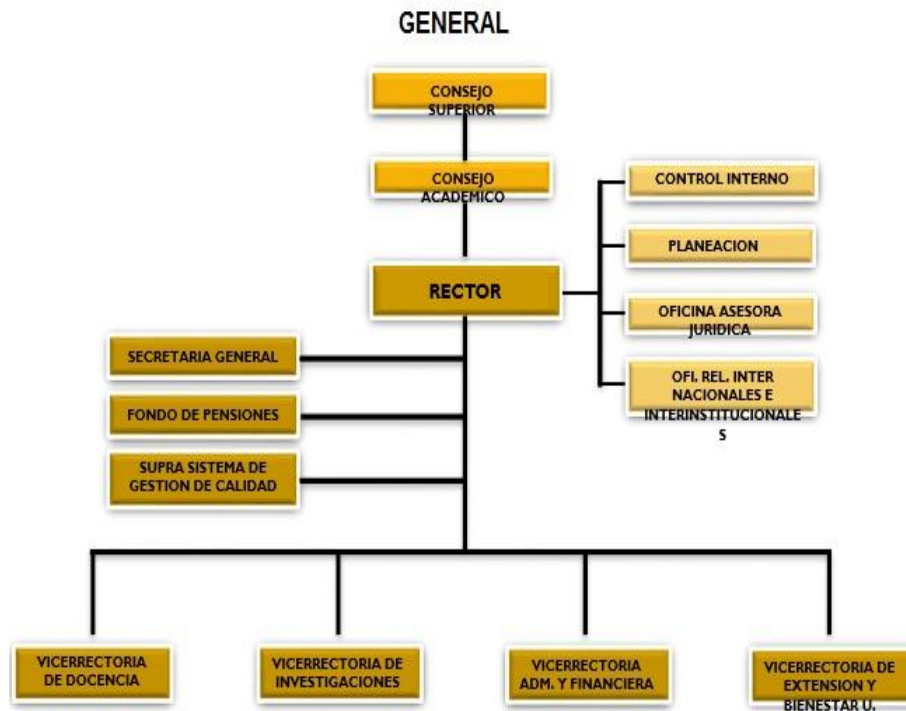 GENERAL
CONSEJO
SUPERIOR
CONSEJO
ACADEMICO
CONTROL INTERNO
PLANEACION
RECTOR
OFICINA ASESORA
JURIDICA
SECRETARIA GENERAL
OFI. REL. INTER
NACIONALES E
INTERINSTITUCIONALE
S
FONDO DE PENSIONES
SUPRA SISTEMA DE
GESTION DE CALIDAD
VICERRECTORIA
DE DOCENCIA
VICERRECTORIA DE
INVESTIGACIONES
VICERRECTORIA
ADM. Y FINANCIERA
VICERRECTORIA DE
EXTENSION Y
BIENESTAR U.